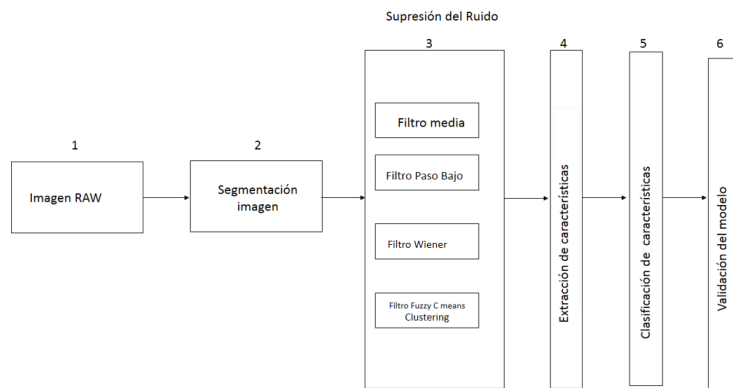 Supresión del Ruido
1
Imagen RAW
2
Segmentación
imagen
3
Filtro media
Filtro Paso Bajo
Filtro Wiener
Filtro Fuzzy C means
Clustering
4
Extracción de características
5
Clasificación de características
6
Validación del modelo